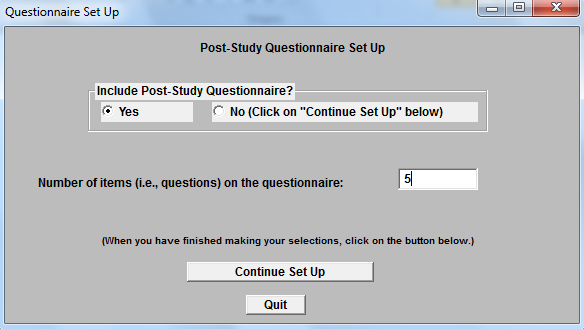 Questionnaire Set Up
Post-Study Questionnaire Set Up
Include Post-Study Questionnaire?
Yes No (Click on "Continue Set Up" below)
Number of items (i.e., questions) on the questionnaire: 5
(When you have finished making your selections, click on the button below.)
Continue Set Up
Quit